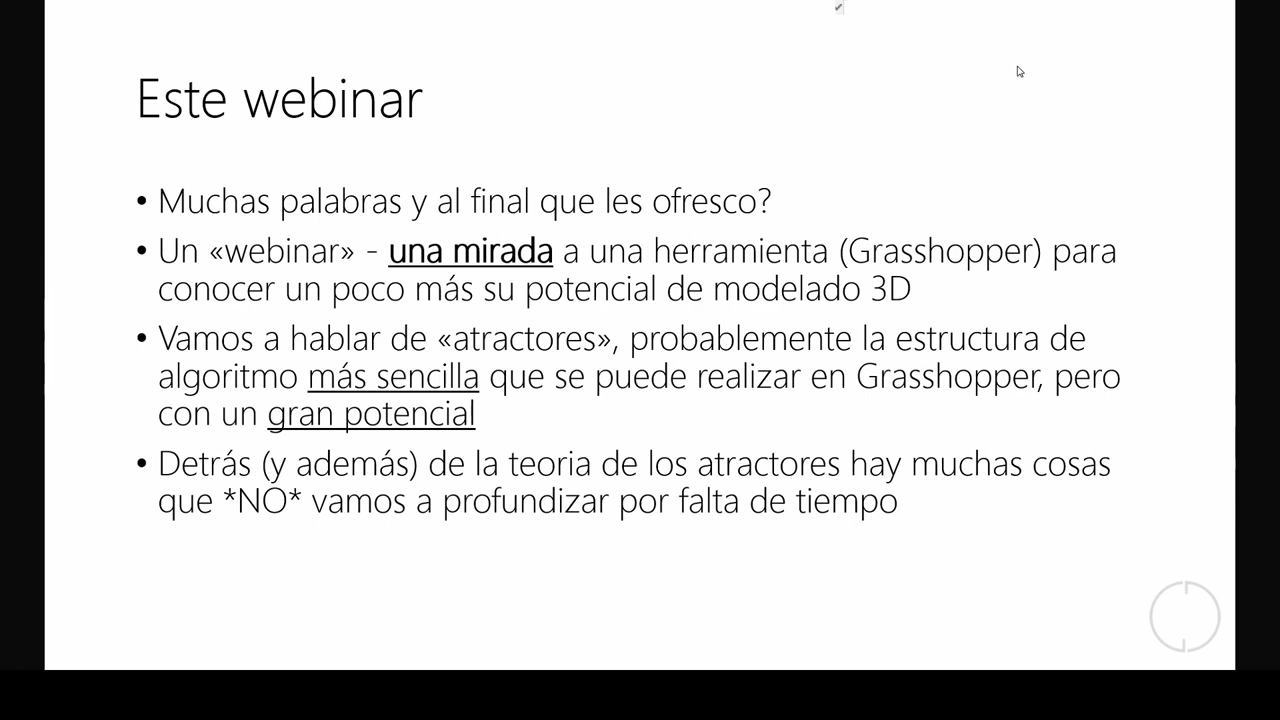 Este webinar
• Muchas palabras y al final que les ofresco?
• Un «webinar» - una mirada a una herramienta (Grasshopper) para
conocer un poco más su potencial de modelado 3D
• Vamos a hablar de «atractores», probablemente la estructura de
algoritmo más sencilla que se puede realizar en Grasshopper, pero
con un gran potencial
• Detrás (y además) de la teoria de los atractores hay muchas cosas
que *NO* vamos a profundizar por falta de tiempo